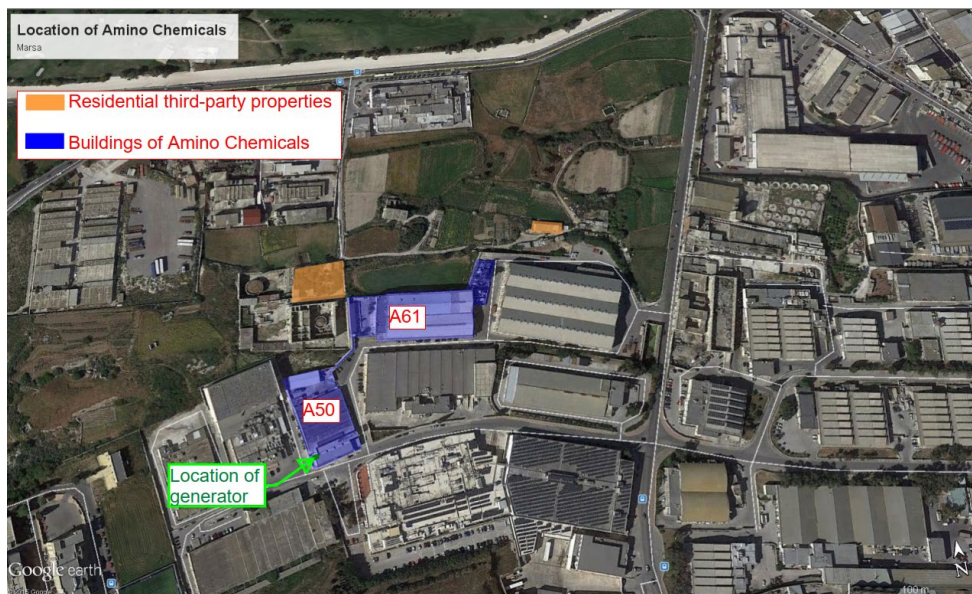 Location of Amino Chemicals
Marsa
Residential third-party properties
Buildings of Amino Chemicals
A61
A50
Location of
generator
Google earth
100 m
N